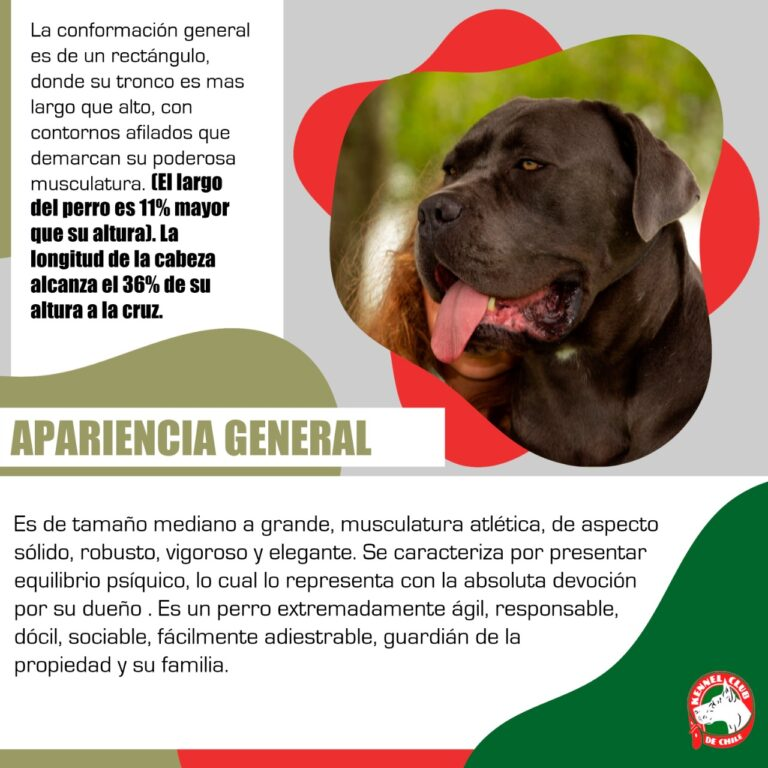 La conformación general
es de un rectángulo,
donde su tronco es mas
largo que alto, con
contornos afilados que
demarcan su poderosa
musculatura. (El largo
del perro es 11% mayor
que su altura). La
longitud de la cabeza
alcanza el 36% de su
altura a la cruz.
APARIENCIA GENERAL
Es de tamaño mediano a grande, musculatura atlética, de aspecto
sólido, robusto, vigoroso y elegante. Se caracteriza por presentar
equilibrio psíquico, lo cual lo representa con la absoluta devoción
por su dueño . Es un perro extremadamente ágil, responsable,
dócil, sociable, fácilmente adiestrable, guardián de la
propiedad y su familia.
KENNEL CLUB
DE CHILE